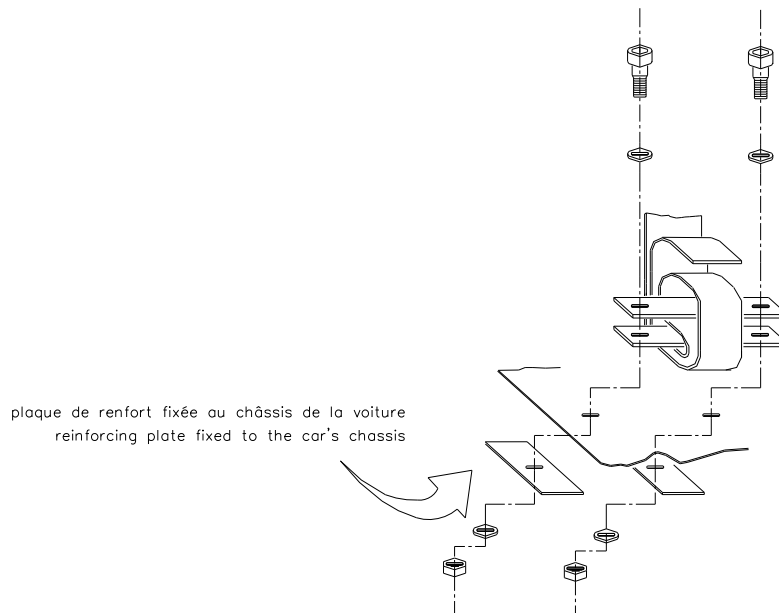 plaque de renfort fixée au châssis de la voiture
reinforcing plate fixed to the car's chassis